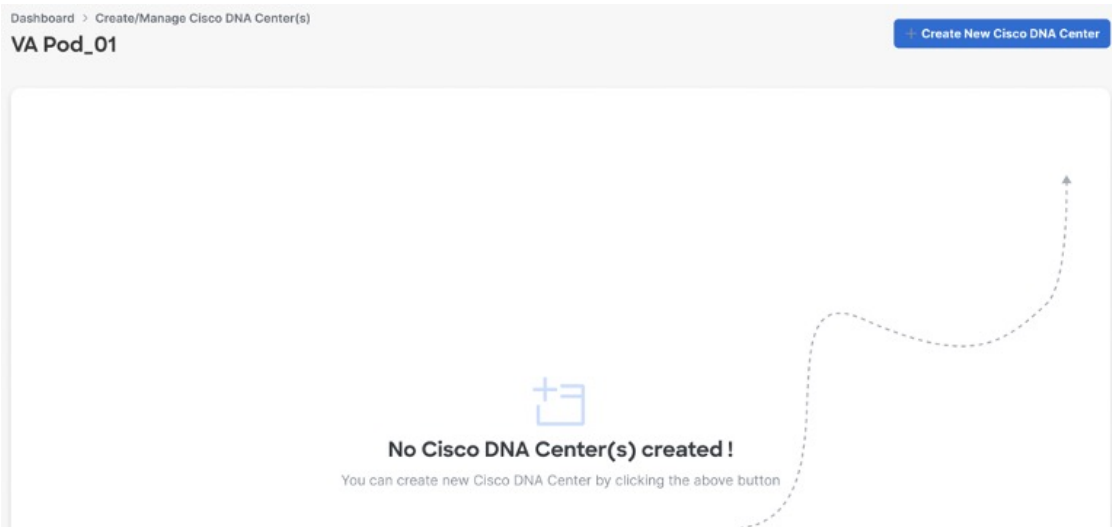 Dashboard > Create/Manage Cisco DNA Center(s)
VA Pod_01
+ Create New Cisco DNA Center
No Cisco DNA Center(s) created !
You can create new Cisco DNA Center by clicking the above button